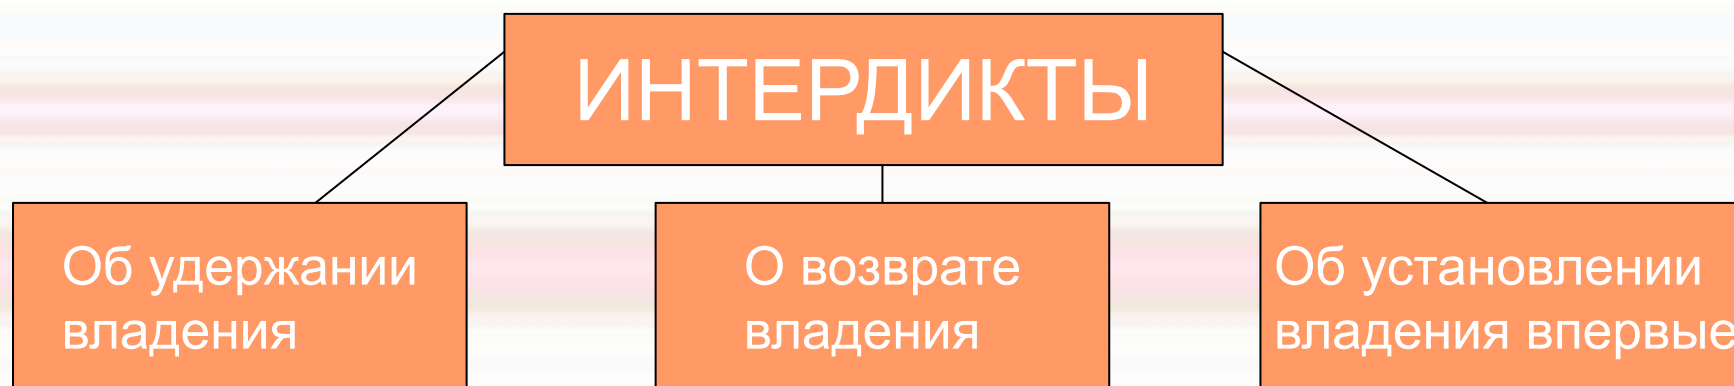 ИНТЕРДИКТЫ
Об удержании
владения
О возврате
владения
Об установлении
владения впервые